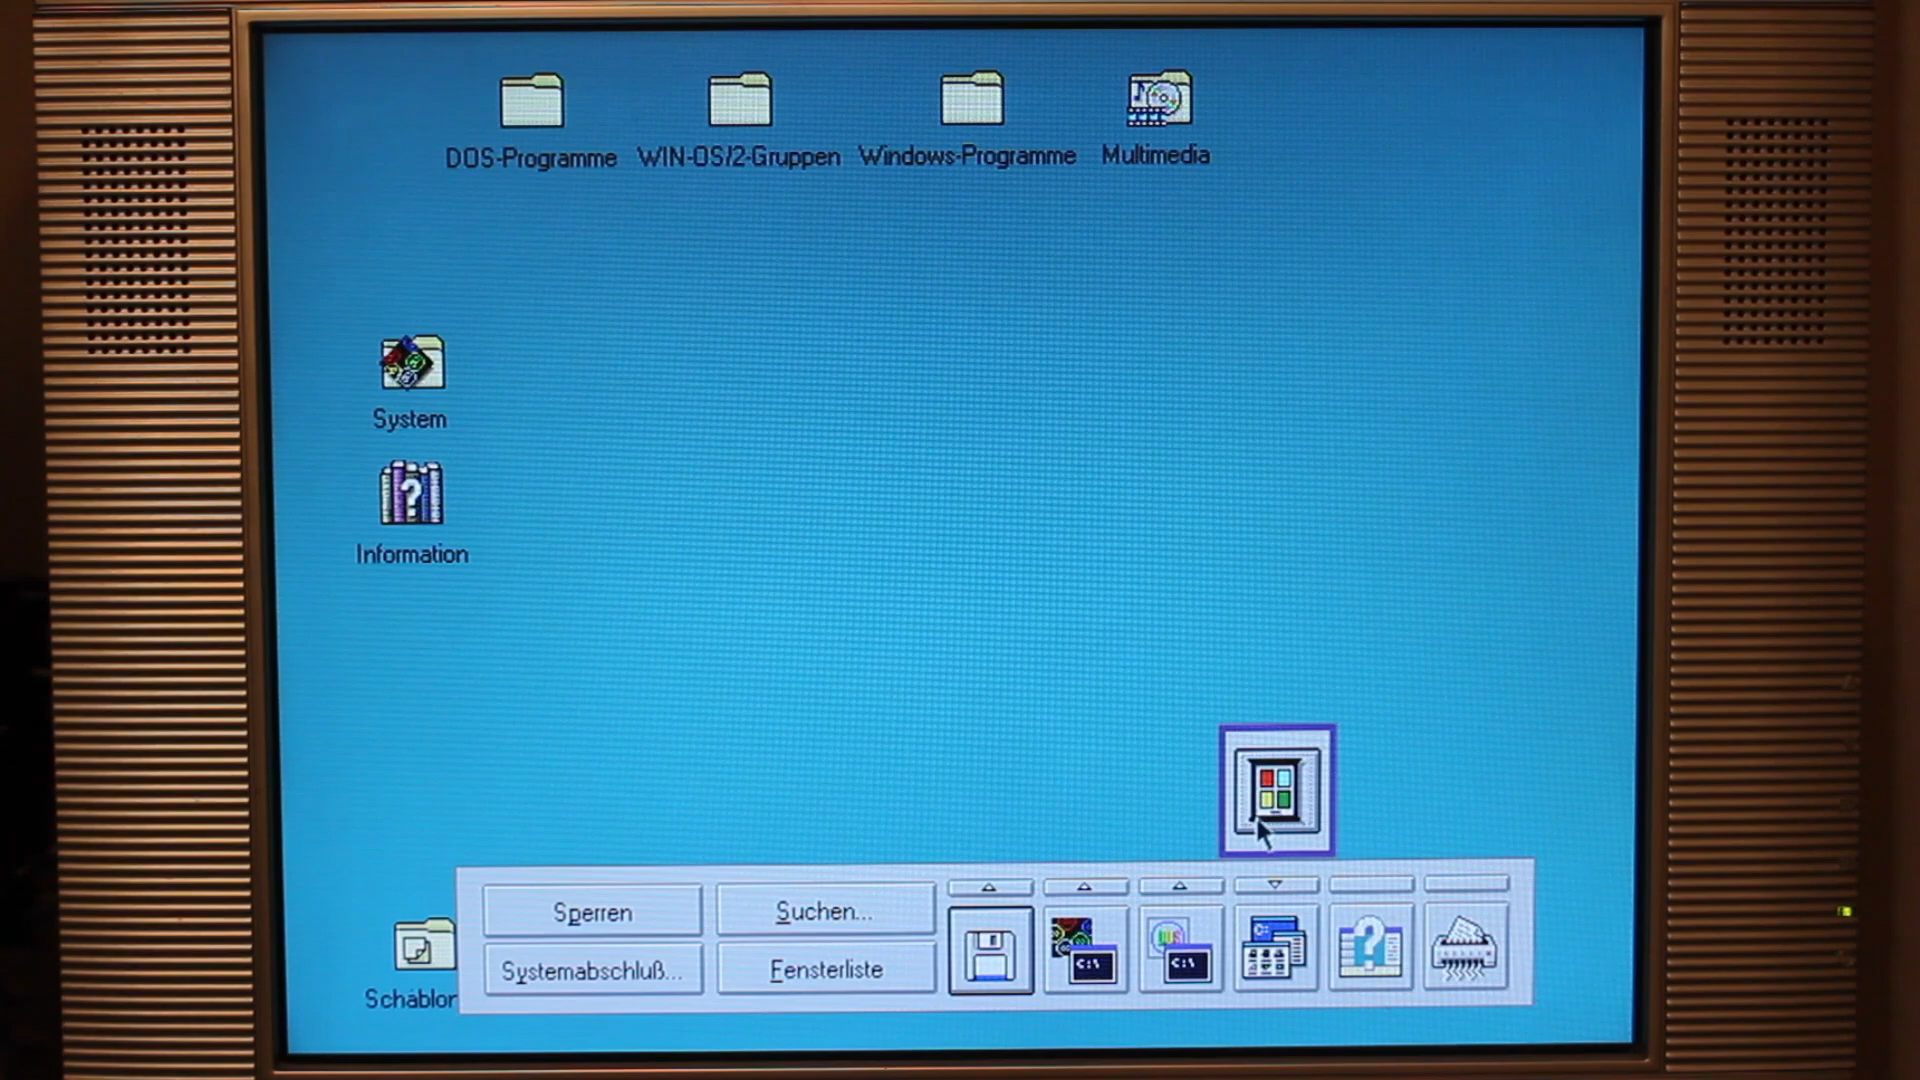 DOS-Programme
WIN-OS/2-Gruppen
Windows-Programme
Multimedia
System
Information
Schablon
Sperren
Suchen...
Systemabschluß...
Fensterliste
C:\
C:\